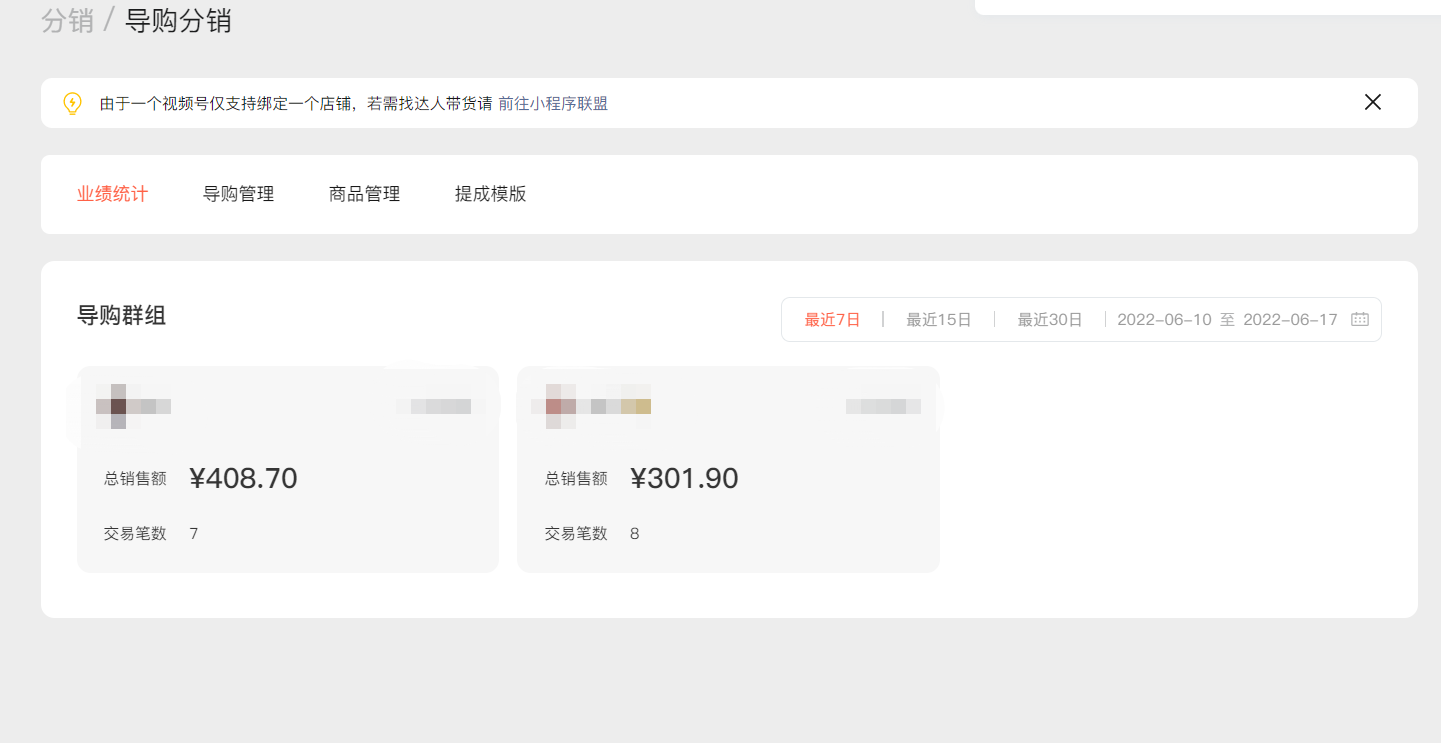 分销 / 导购分销
由于一个视频号仅支持绑定一个店铺，若需找达人带货请 前往小程序联盟
业绩统计 导购管理 商品管理 提成模版
导购群组
最近7日 | 最近15日 | 最近30日 | 2022-06-10 至 2022-06-17
总销售额 ¥408.70
交易笔数 7
总销售额 ¥301.90
交易笔数 8